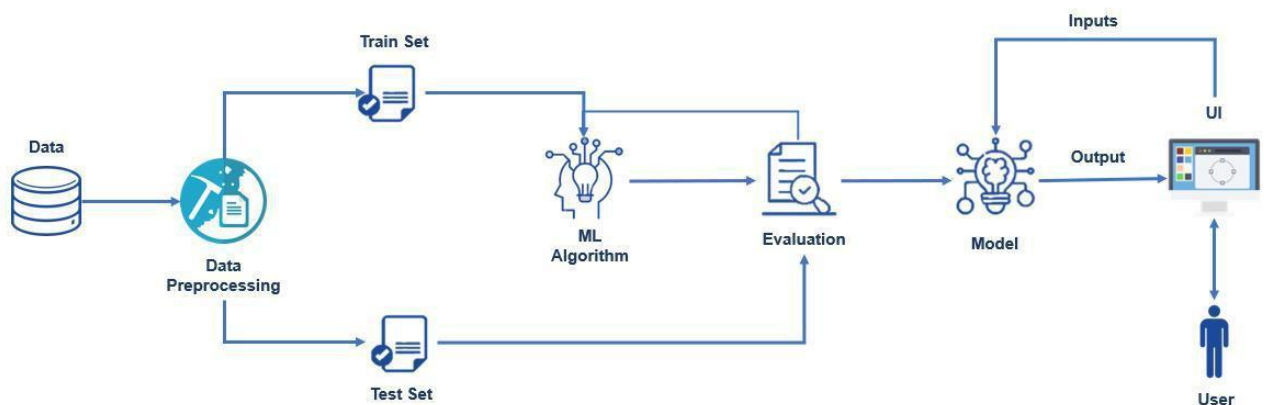 Inputs
Train Set
UI
Data
Output
ML
Algorithm
Evaluation
Model
Data
Preprocessing
Test Set
User